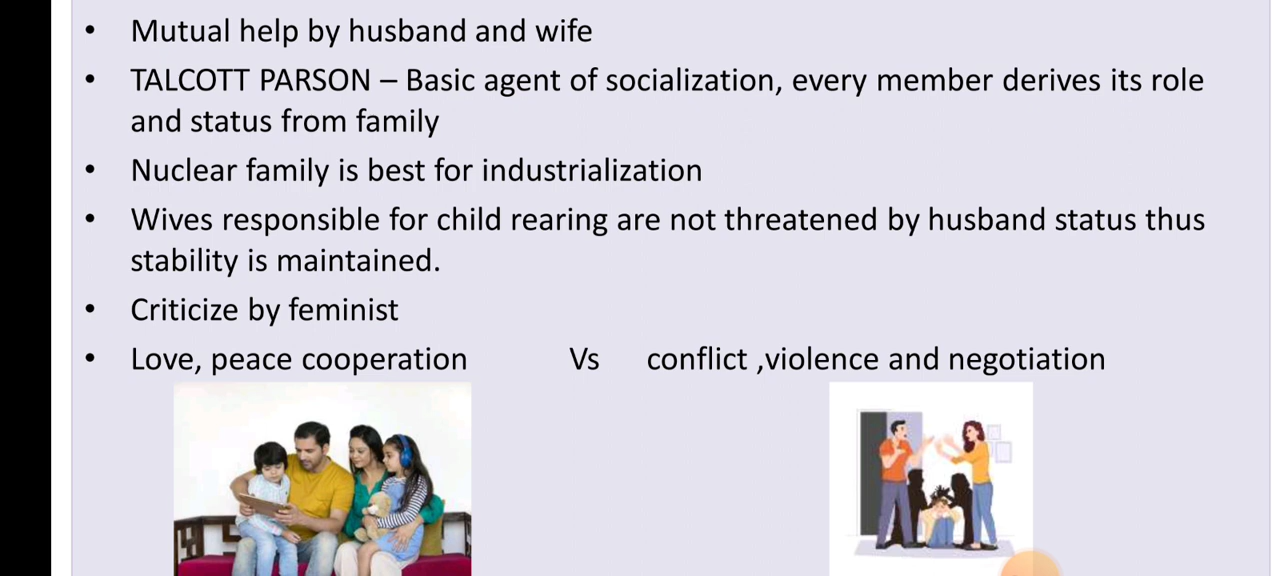 • Mutual help by husband and wife
• TALCOTT PARSON – Basic agent of socialization, every member derives its role
and status from family
• Nuclear family is best for industrialization
• Wives responsible for child rearing are not threatened by husband status thus
stability is maintained.
• Criticize by feminist
• Love, peace cooperation Vs conflict ,violence and negotiation